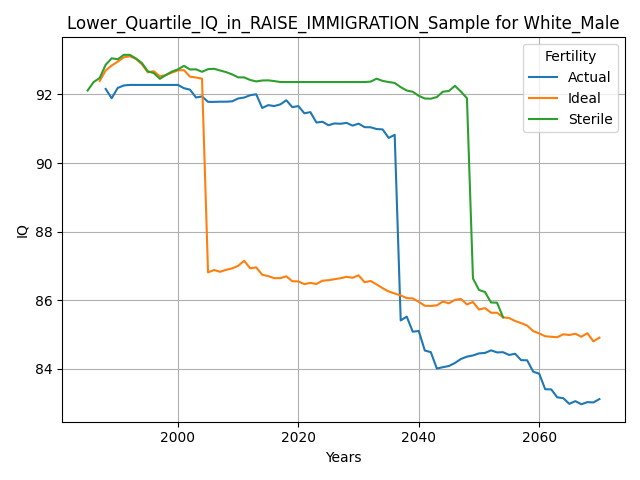 Lower_Quartile_IQ_in_RAISE_IMMIGRATION_Sample for White_Male
Fertility
Actual
Ideal
Sterile
IQ
92
90
88
86
84
2000
2020
2040
2060
Years